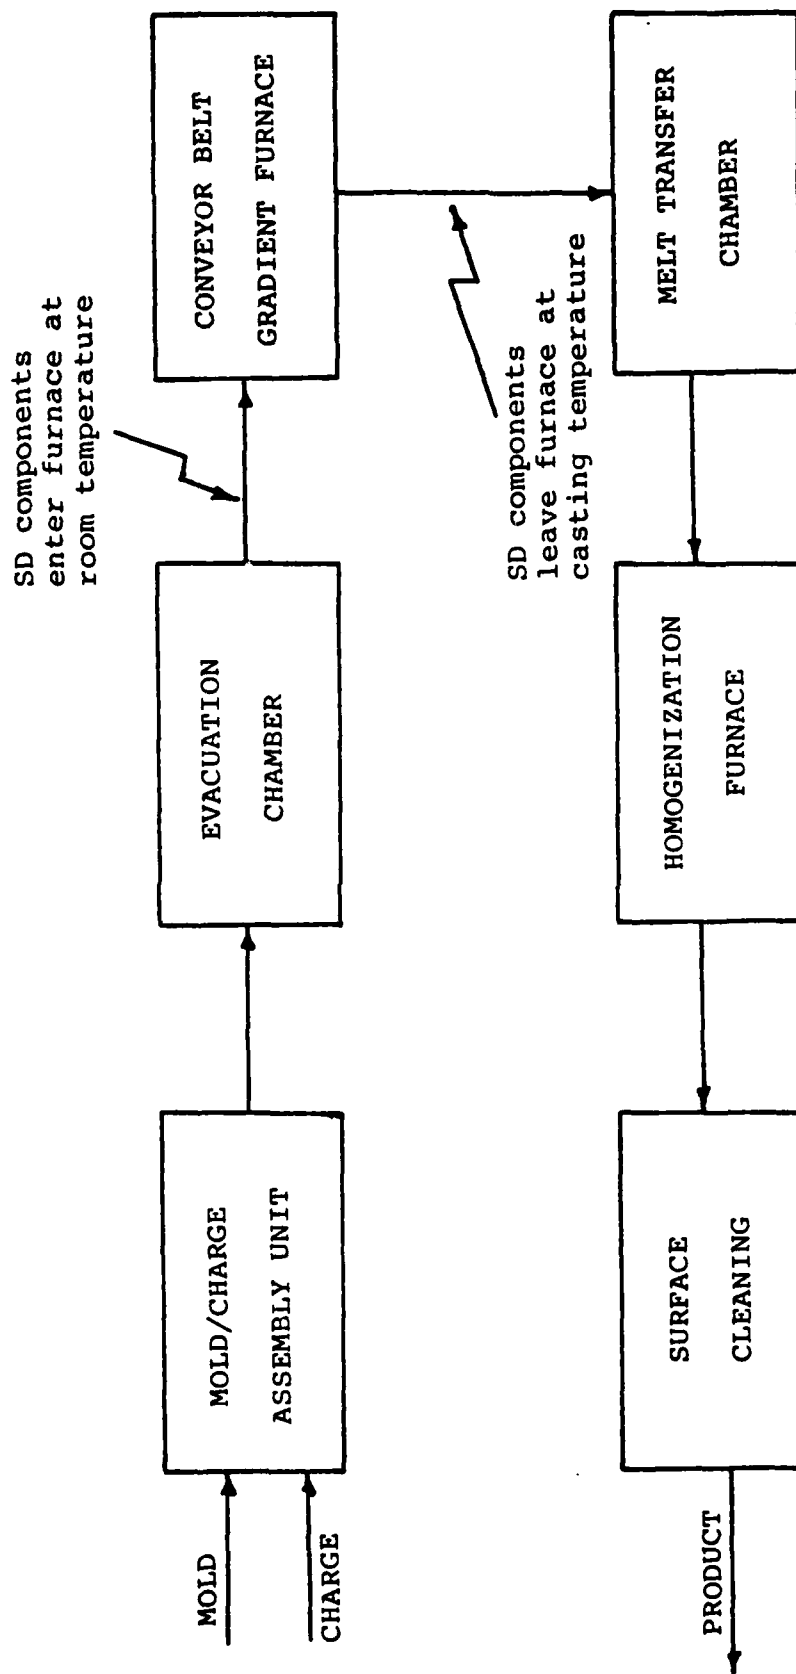 MOLD
CHARGE
MOLD/CHARGE
ASSEMBLY UNIT
EVACUATION
CHAMBER
SD components
enter furnace at
room temperature
CONVEYOR BELT
GRADIENT FURNACE
SD components
leave furnace at
casting temperature
MELT TRANSFER
CHAMBER
HOMOGENIZATION
FURNACE
SURFACE
CLEANING
PRODUCT